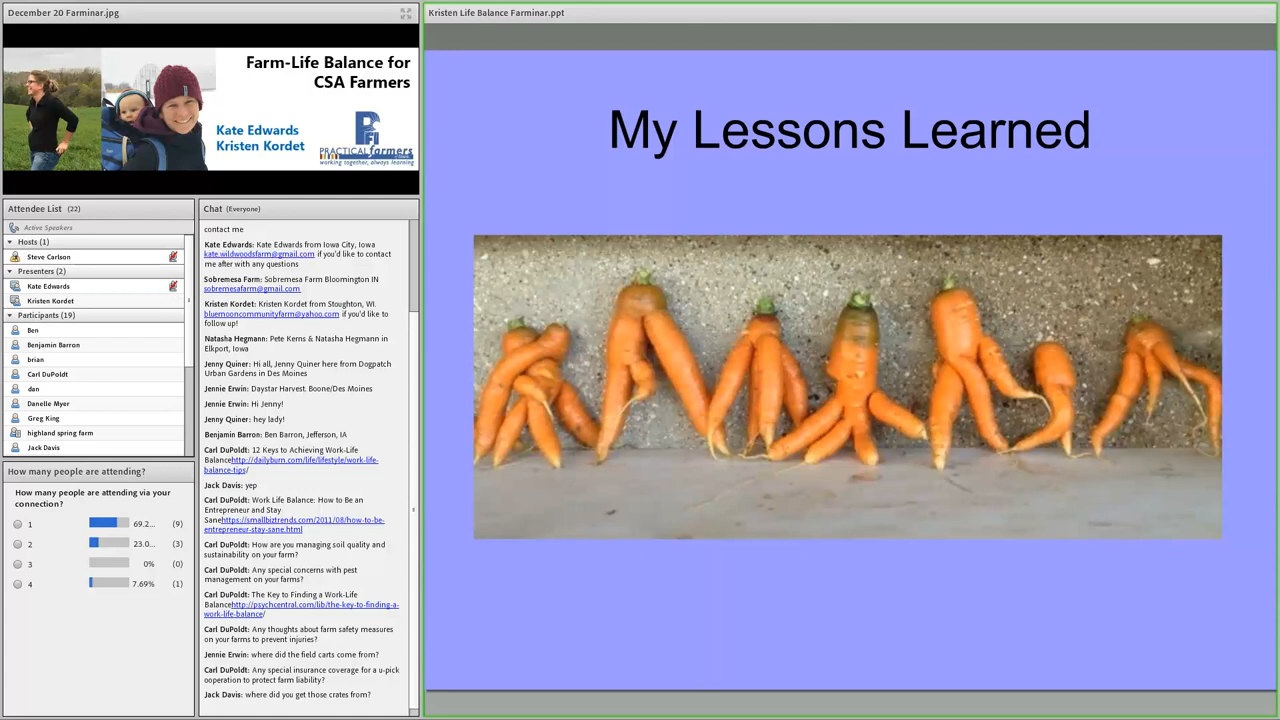 December 20 Farminar.jpg
Farm-Life Balance for
CSA Farmers
Kate Edwards
Kristen Kordet
PFI
PRACTICAL farmers
working together, always learning
Attendee List (22)
Active Speakers
Hosts (1)
Steve Carlson
Presenters (2)
Kate Edwards
Kristen Kordet
Participants (19)
Ben
Benjamin Barron
brian
Carl DuPoldt
dan
Danelle Myer
Greg King
highland spring farm
Jack Davis
How many people are attending?
How many people are attending via your
connection?
1 69.2... (9)
2 23.0... (3)
3 0% (0)
4 7.69% (1)
Chat (Everyone)
contact me
Kate Edwards: Kate Edwards from Iowa City, Iowa
kate.wildwoodsfarm@gmail.com if you'd like to contact
me after with any questions
Sobremesa Farm: Sobremesa Farm Bloomington IN
sobremesafarm@gmail.com
Kristen Kordet: Kristen Kordet from Stoughton, WI.
bluemooncommunityfarm@yahoo.com if you'd like to
follow up!
Natasha Hegmann: Pete Kerns & Natasha Hegmann in
Elkport, Iowa
Jenny Quiner: Hi all, Jenny Quiner here from Dogpatch
Urban Gardens in Des Moines
Jennie Erwin: Daystar Harvest. Boone/Des Moines
Jennie Erwin: Hi Jenny!
Jenny Quiner: hey lady!
Benjamin Barron: Ben Barron, Jefferson, IA
Carl DuPoldt: 12 Keys to Achieving Work-Life
Balancehttp://dailyburn.com/life/lifestyle/work-life-
balance-tips/
Jack Davis: yep
Carl DuPoldt: Work Life Balance: How to Be an
Entrepreneur and Stay
Sanehttps://smallbiztrends.com/2011/08/how-to-be-
entrepreneur-stay-sane.html
Carl DuPoldt: How are you managing soil quality and
sustainability on your farm?
Carl DuPoldt: Any special concerns with pest
management on your farms?
Carl DuPoldt: The Key to Finding a Work-Life
Balancehttp://psychcentral.com/lib/the-key-to-finding-a-
work-life-balance/
Carl DuPoldt: Any thoughts about farm safety measures
on your farms to prevent injuries?
Jennie Erwin: where did the field carts come from?
Carl DuPoldt: Any special insurance coverage for a u-pick
ooperation to protect farm liability?
Jack Davis: where did you get those crates from?
Kristen Life Balance Farminar.ppt
My Lessons Learned